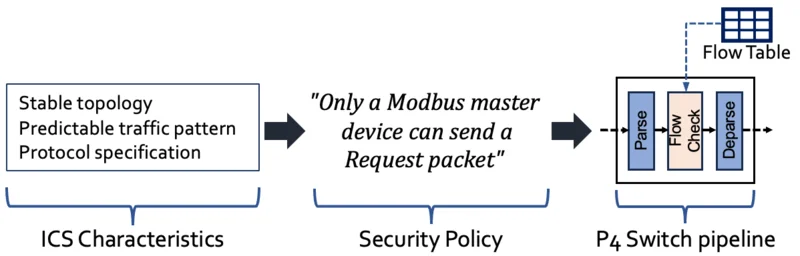 Flow Table
Stable topology
Predictable traffic pattern
Protocol specification
"Only a Modbus master
device can send a
Request packet"
Parse
Flow
Check
Deparse
ICS Characteristics
Security Policy
P4 Switch pipeline